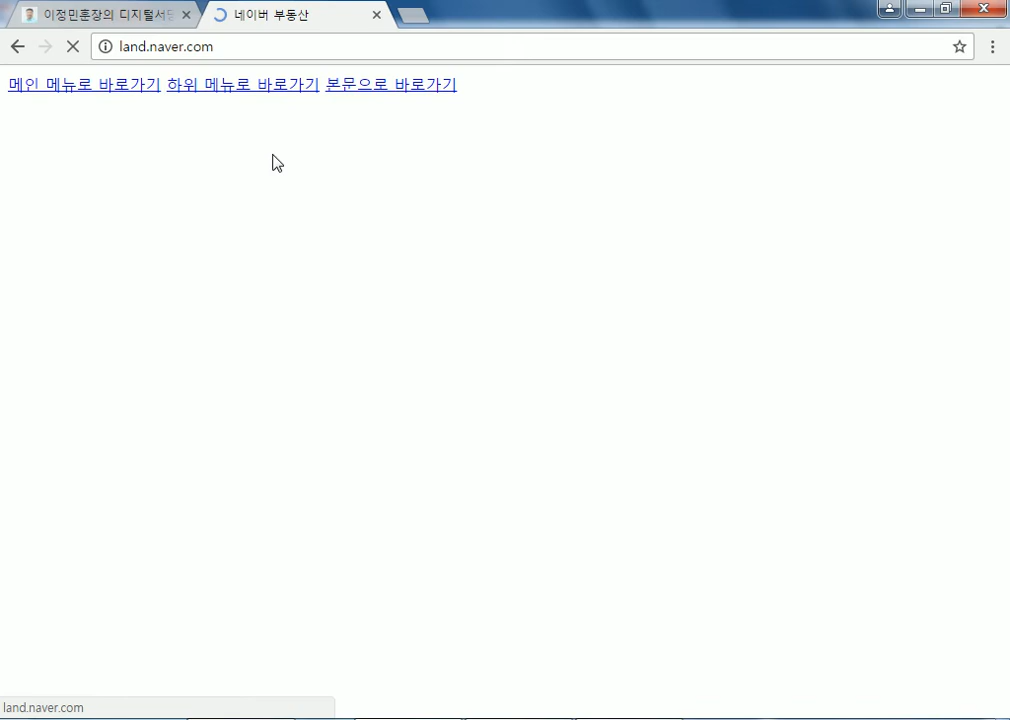 이정민훈장의 디지털서당
네이버 부동산
land.naver.com
메인 메뉴로 바로가기 하위 메뉴로 바로가기 본문으로 바로가기
land.naver.com